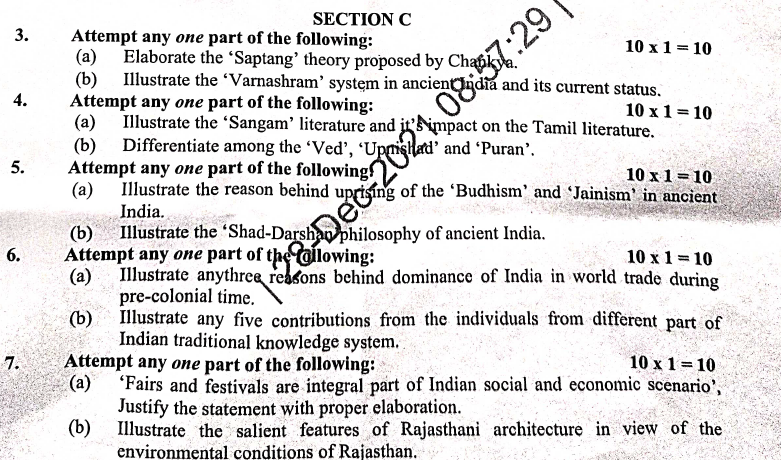 SECTION C
3. Attempt any one part of the following: 10 x 1 = 10
(a) Elaborate the ‘Saptang’ theory proposed by Chankya.
(b) Illustrate the ‘Varnashram’ system in ancient India and its current status.
4. Attempt any one part of the following: 10 x 1 = 10
(a) Illustrate the ‘Sangam’ literature and it’s impact on the Tamil literature.
(b) Differentiate among the ‘Ved’, ‘Upnishad’ and ‘Puran’.
5. Attempt any one part of the following: 10 x 1 = 10
(a) Illustrate the reason behind uprising of the ‘Budhism’ and ‘Jainism’ in ancient
India.
(b) Illustrate the ‘Shad-Darshan philosophy of ancient India.
6. Attempt any one part of the following: 10 x 1 = 10
(a) Illustrate anythree reasons behind dominance of India in world trade during
pre-colonial time.
(b) Illustrate any five contributions from the individuals from different part of
Indian traditional knowledge system.
7. Attempt any one part of the following: 10 x 1 = 10
(a) ‘Fairs and festivals are integral part of Indian social and economic scenario’,
Justify the statement with proper elaboration.
(b) Illustrate the salient features of Rajasthani architecture in view of the
environmental conditions of Rajasthan.
| 28-Dec-2021 08:57:29 |